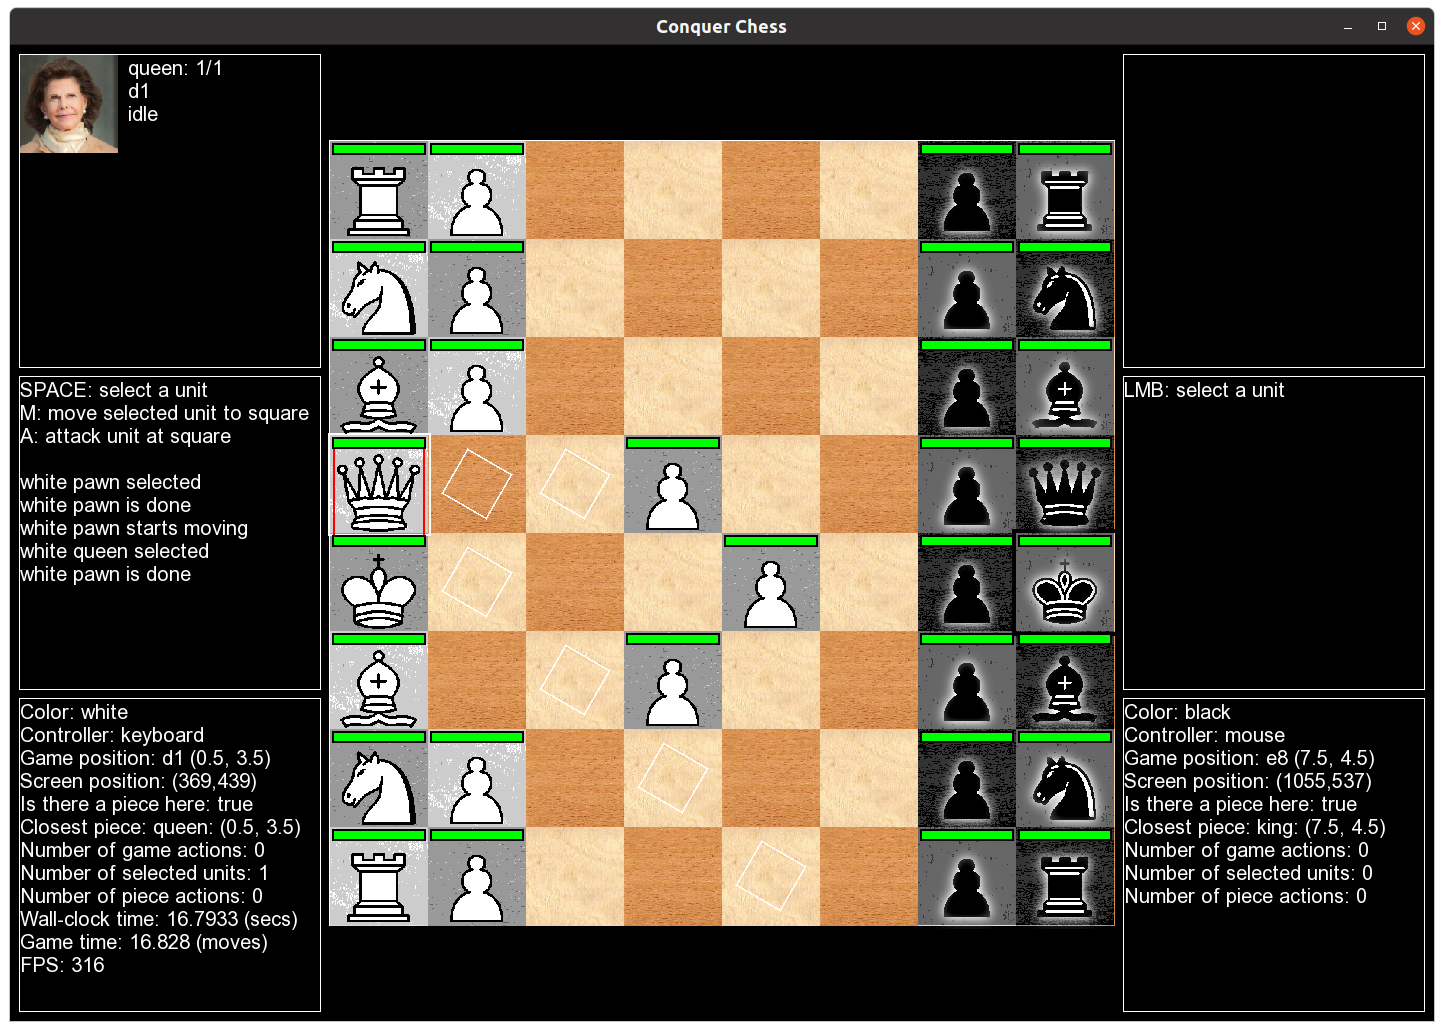 Conquer Chess
queen: 1/1
d1
idle
SPACE: select a unit
M: move selected unit to square
A: attack unit at square
white pawn selected
white pawn is done
white pawn starts moving
white queen selected
white pawn is done
Color: white
Controller: keyboard
Game position: d1 (0.5, 3.5)
Screen position: (369,439)
Is there a piece here: true
Closest piece: queen: (0.5, 3.5)
Number of game actions: 0
Number of selected units: 1
Number of piece actions: 0
Wall-clock time: 16.7933 (secs)
Game time: 16.828 (moves)
FPS: 316
LMB: select a unit
Color: black
Controller: mouse
Game position: e8 (7.5, 4.5)
Screen position: (1055,537)
Is there a piece here: true
Closest piece: king: (7.5, 4.5)
Number of game actions: 0
Number of selected units: 0
Number of piece actions: 0